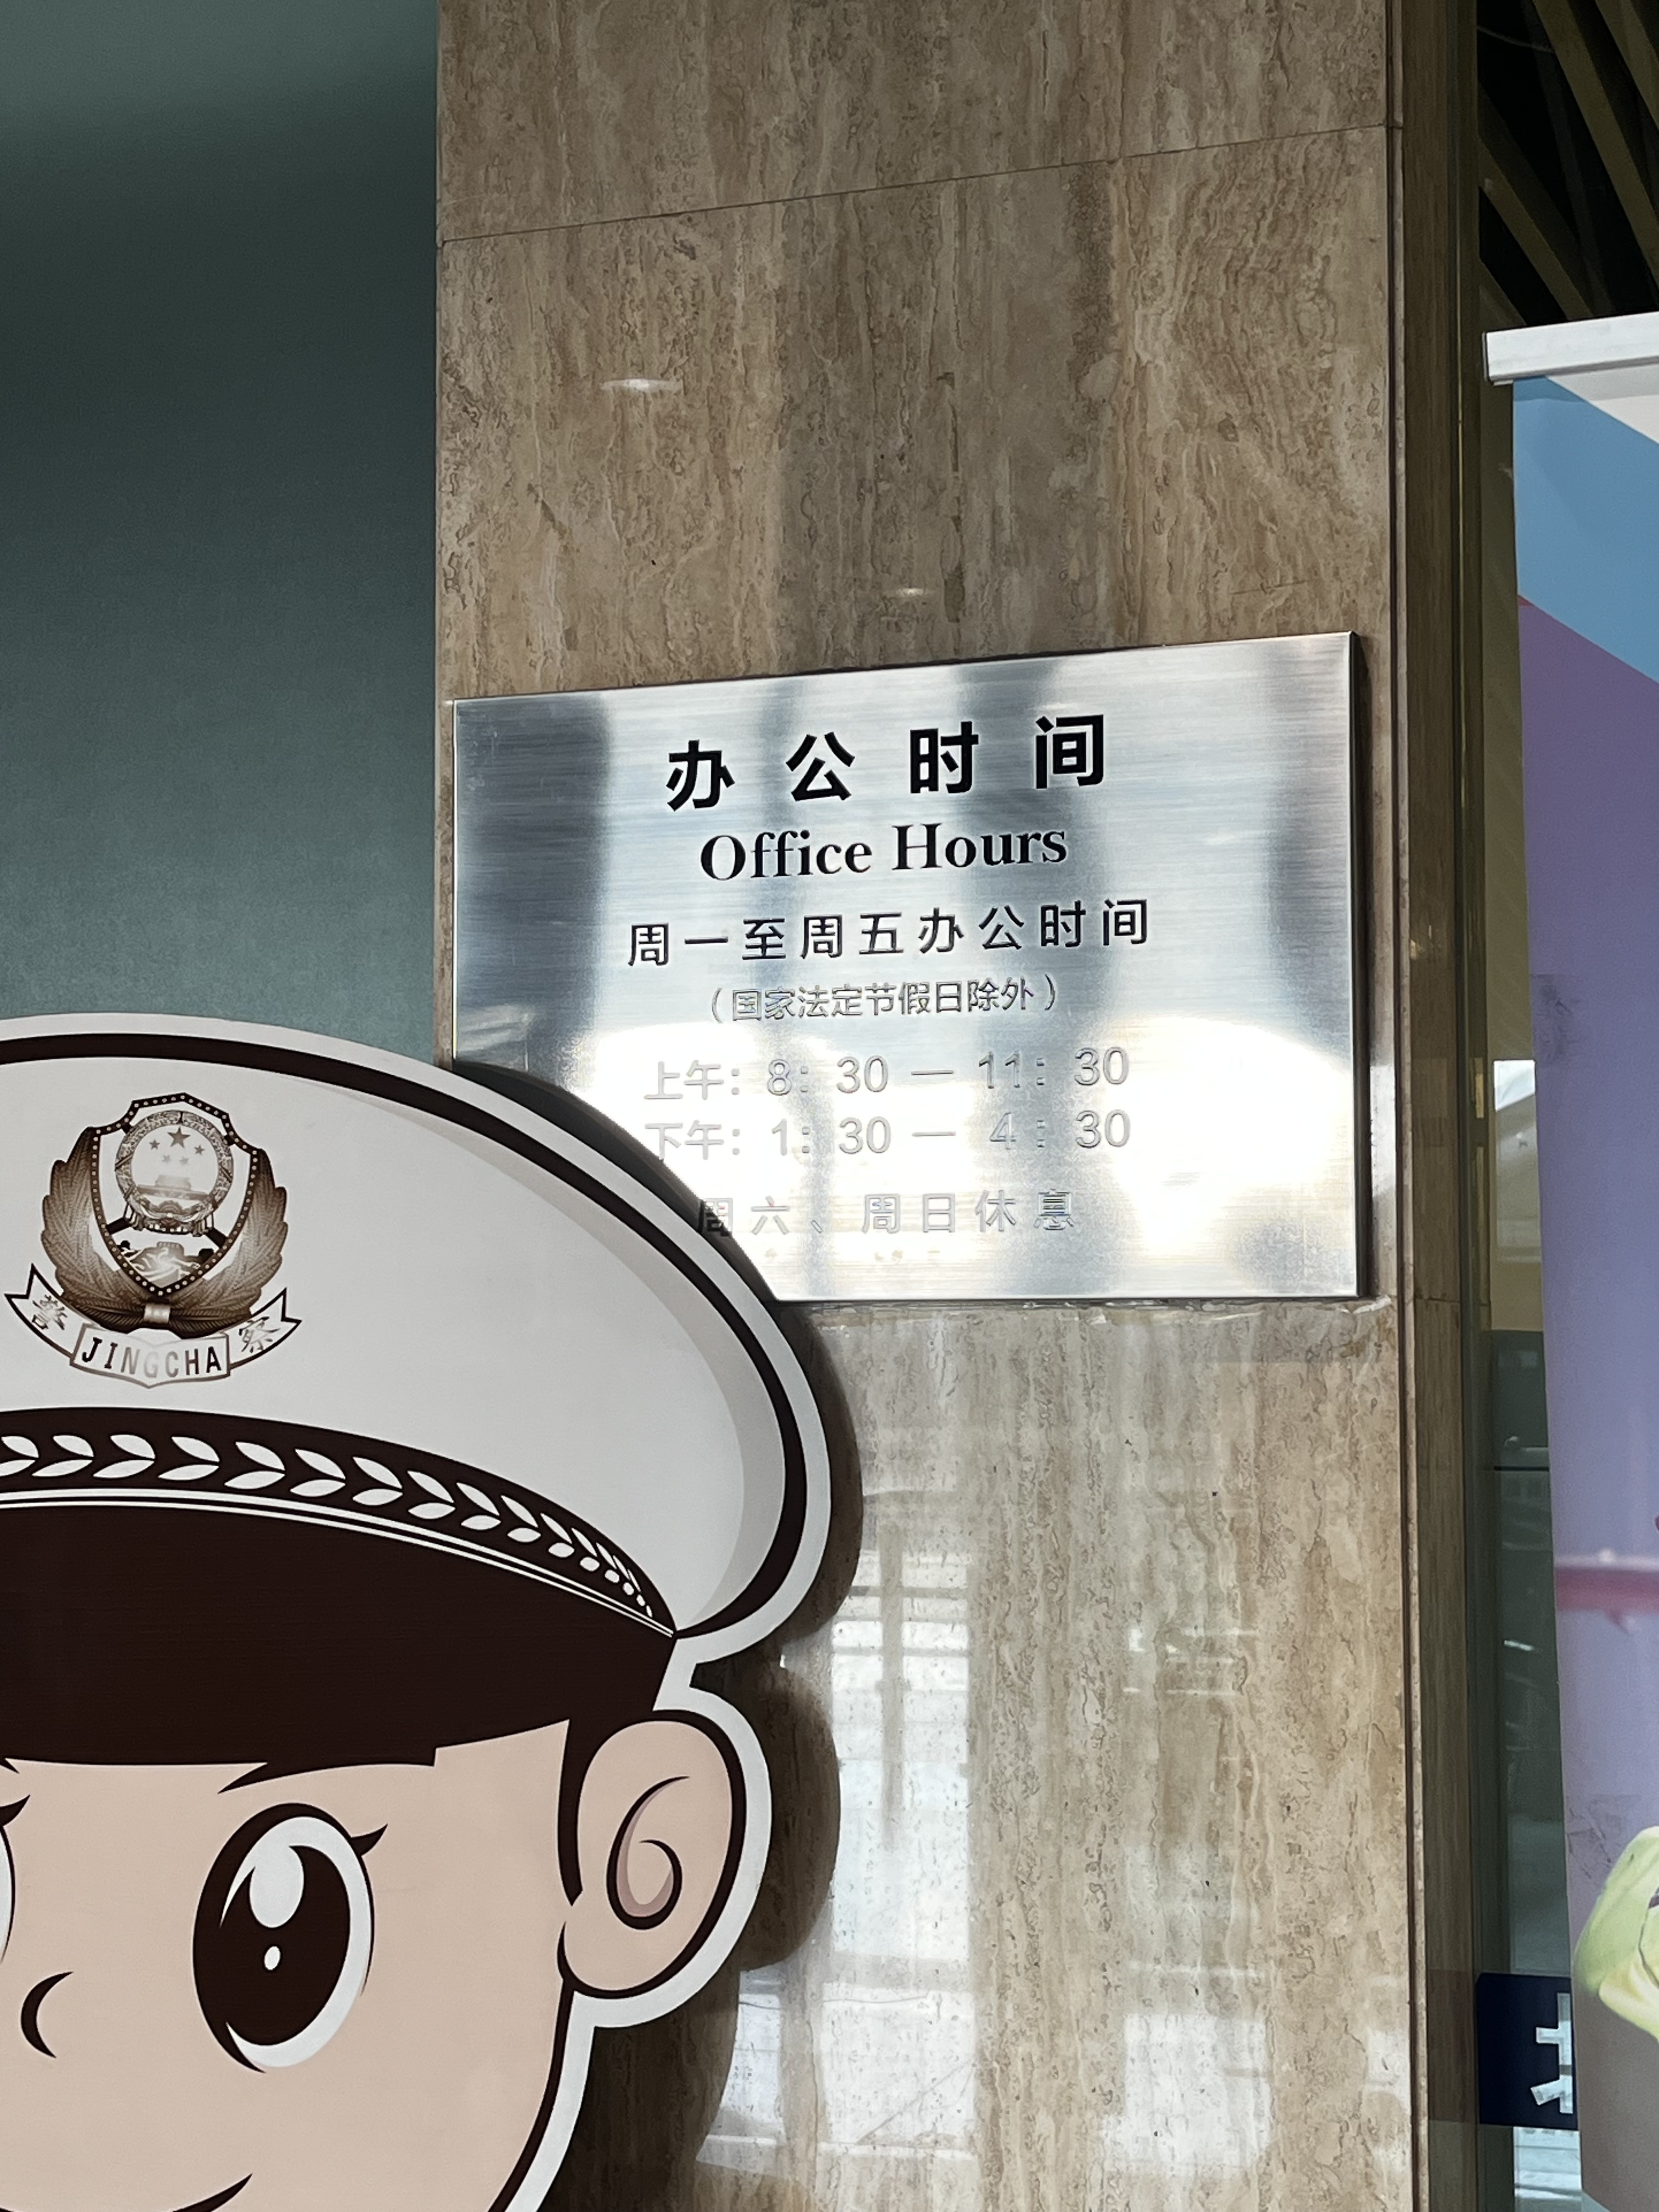 办公时间
Office Hours
周一至周五办公时间
（国家法定节假日除外）
上午：8：30 — 11：30
下午：1：30 — 4：30
周六、周日休息
警 JINGCHA 察